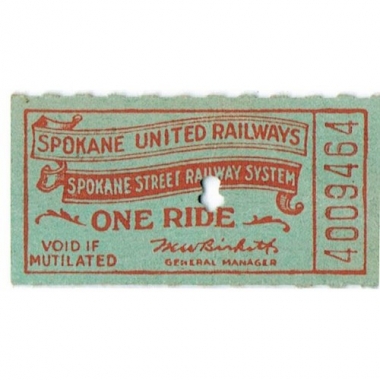 SPOKANE UNITED RAILWAYS
SPOKANE STREET RAILWAY SYSTEM
ONE RIDE
VOID IF
MUTILATED
GENERAL MANAGER
4009464